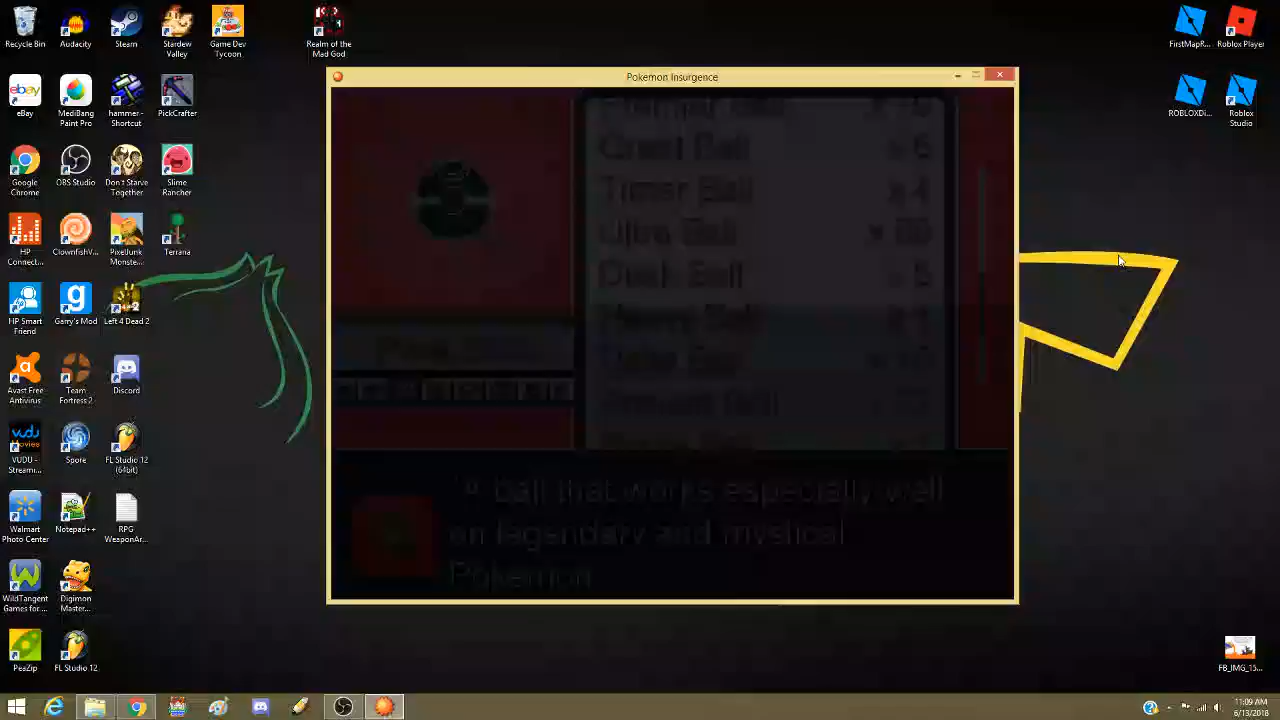 Recycle Bin
Audacity
Steam
Stardew Valley
Game Dev Tycoon
Realm of the Mad God
FirstMapR...
Roblox Player
eBay
MediBang Paint Pro
hammer - Shortcut
PickCrafter
ROBLOXDi...
Roblox Studio
Google Chrome
OBS Studio
Don't Starve Together
Slime Rancher
HP Connect...
ClownfishV...
PixelJunk Monste...
Terraria
HP Smart Friend
Garry's Mod
Left 4 Dead 2
Avast Free Antivirus
Team Fortress 2
Discord
VUDU - Streami...
Spore
FL Studio 12 (64bit)
Walmart Photo Center
Notepad++
RPG WeaponAr...
WildTangent Games for...
Digimon Master...
PeaZip
FL Studio 12
FB_IMG_15...
Pokemon Insurgence
Timer Ball x4
Ultra Ball
Dusk Ball 5
A ball that works especially well
on legendary and mystical
Pokemon
11:09 AM
6/13/2018